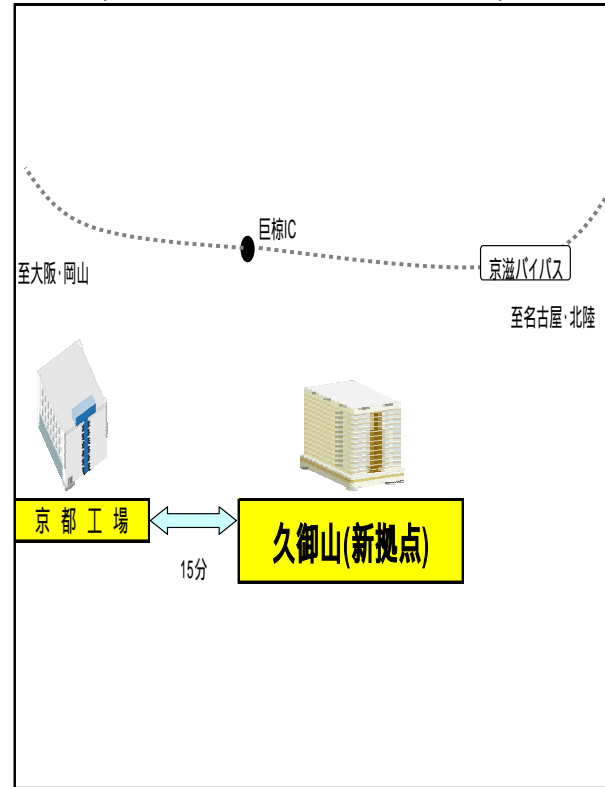 巨椋IC
京滋バイパス
至大阪・岡山
至名古屋・北陸
京都工場
久御山(新拠点)
15分